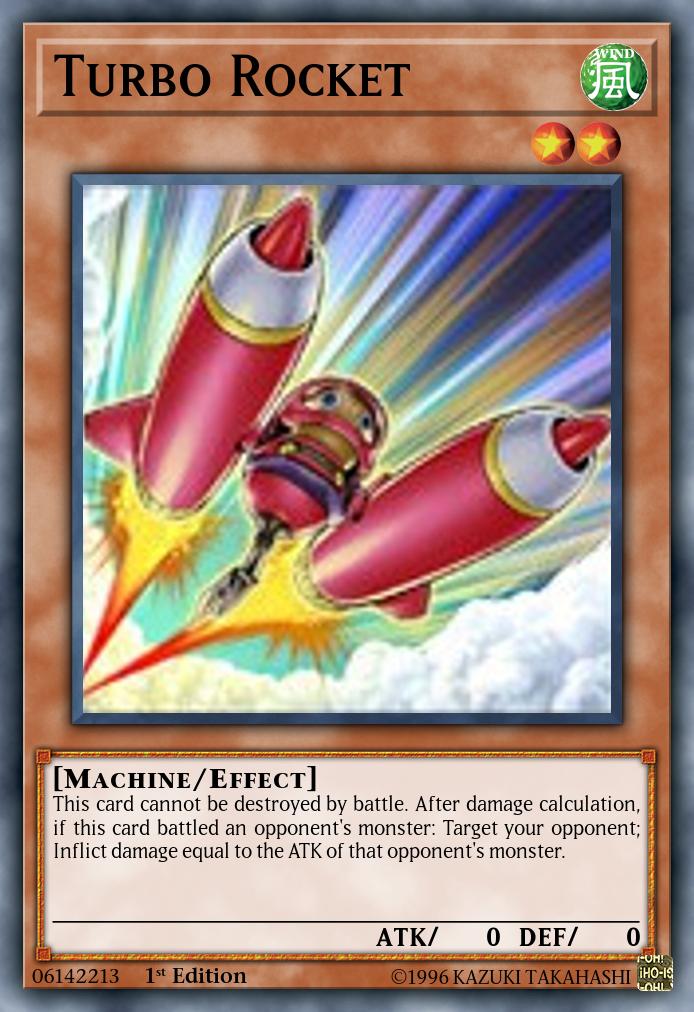 Turbo Rocket
WIND
風
[Machine/Effect]
This card cannot be destroyed by battle. After damage calculation,
if this card battled an opponent's monster: Target your opponent;
Inflict damage equal to the ATK of that opponent's monster.
ATK/ 0 DEF/ 0
06142213 1st Edition ©1996 KAZUKI TAKAHASHI